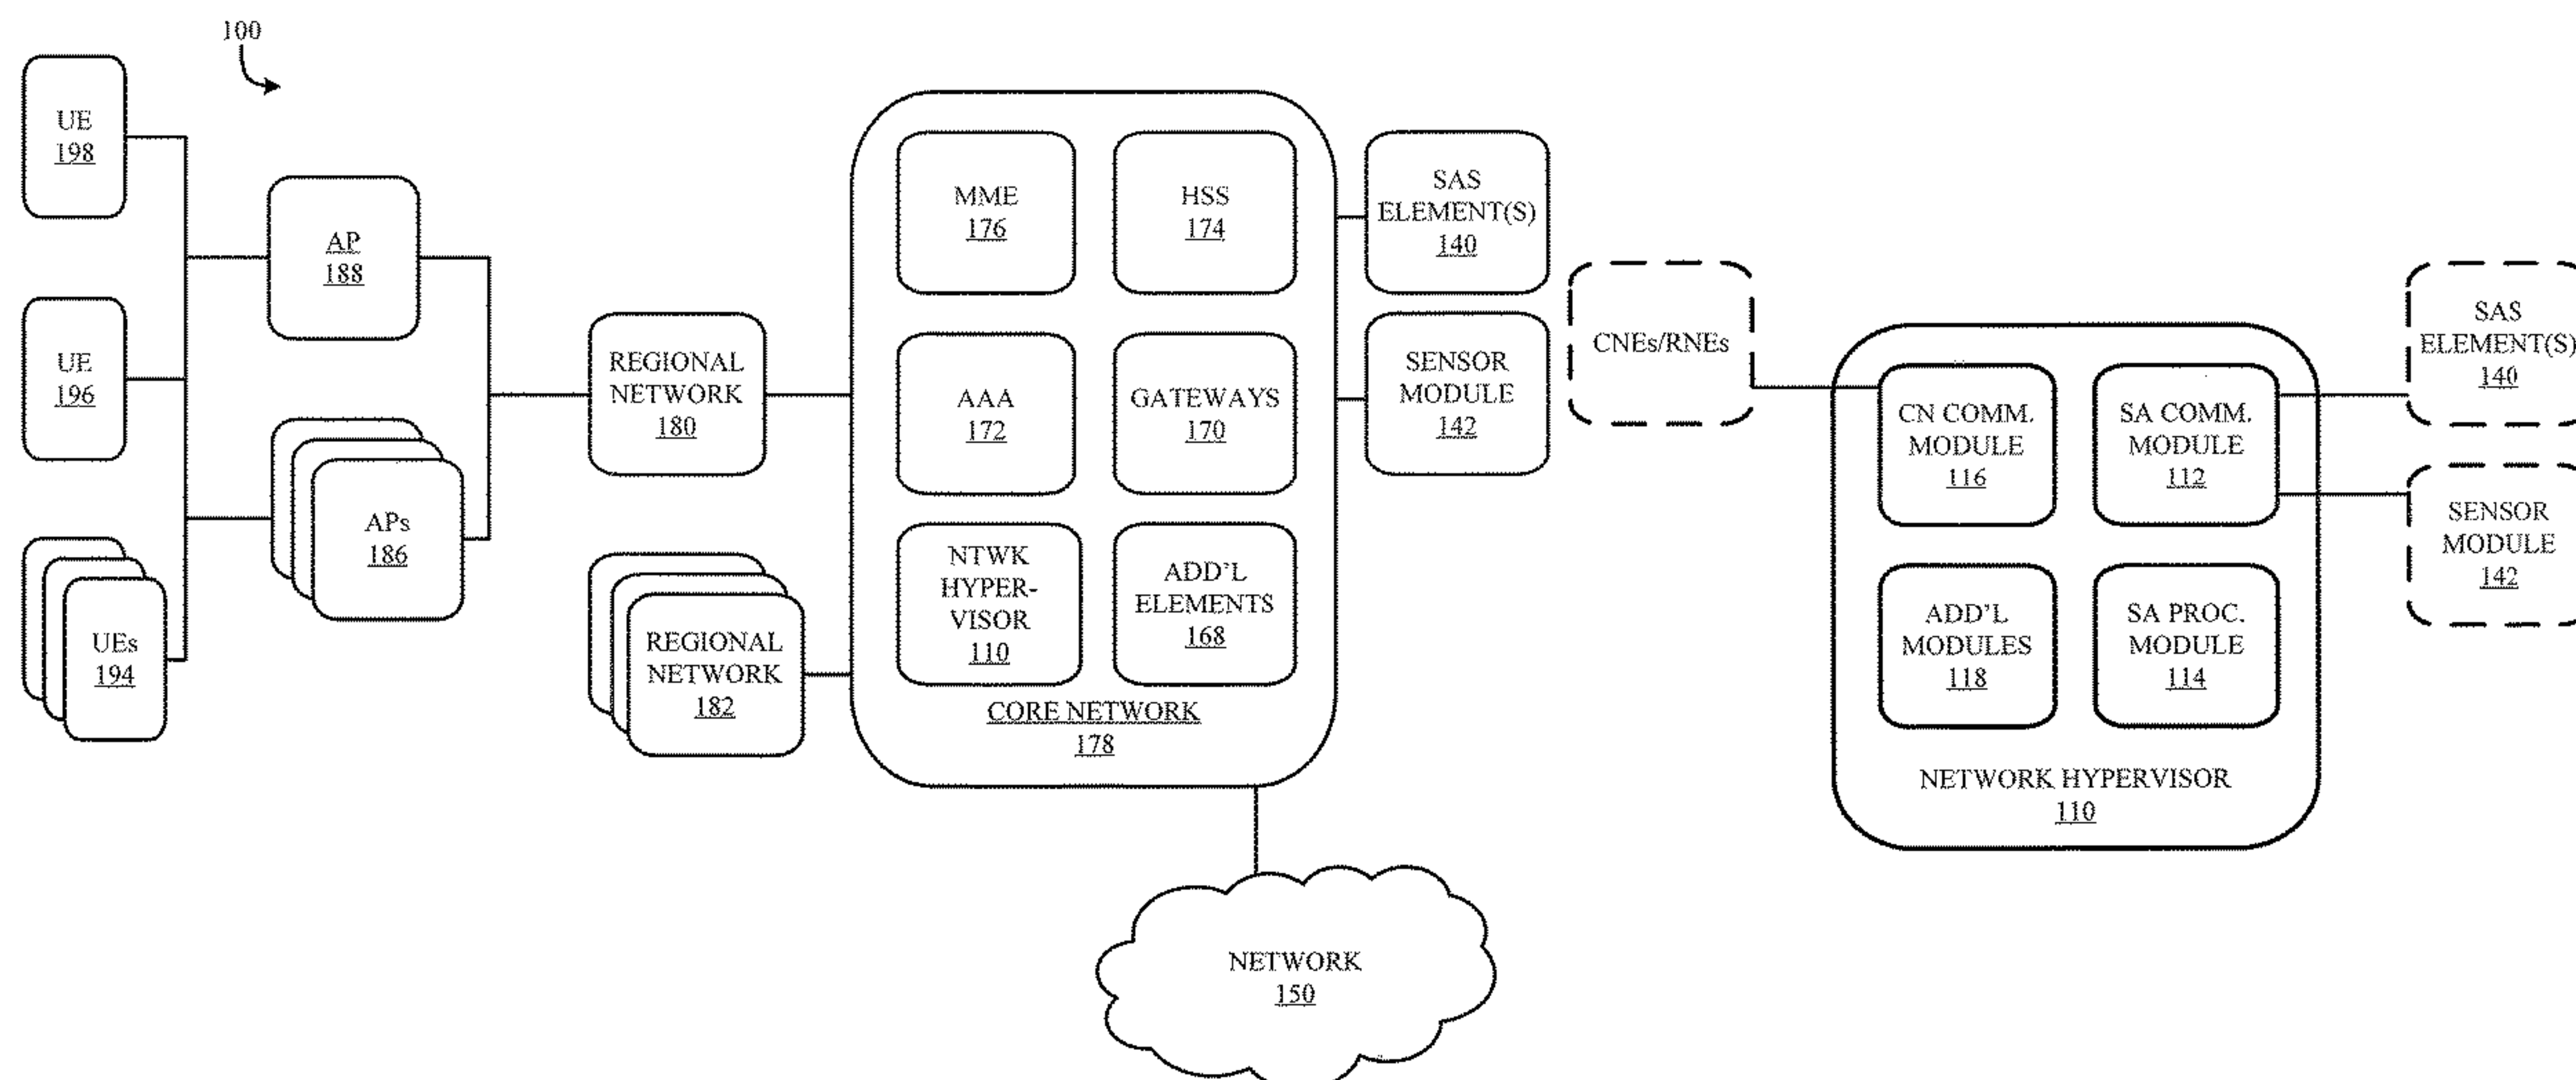 100
UE
198
UE
196
UEs
194
AP
188
APs
186
REGIONAL
NETWORK
180
REGIONAL
NETWORK
182
MME
176
HSS
174
AAA
172
GATEWAYS
170
NTWK
HYPER-
VISOR
110
ADD'L
ELEMENTS
168
CORE NETWORK
178
SAS
ELEMENT(S)
140
SENSOR
MODULE
142
NETWORK
150
CNEs/RNEs
CN COMM.
MODULE
116
SA COMM.
MODULE
112
ADD'L
MODULES
118
SA PROC.
MODULE
114
NETWORK HYPERVISOR
110
SAS
ELEMENT(S)
140
SENSOR
MODULE
142